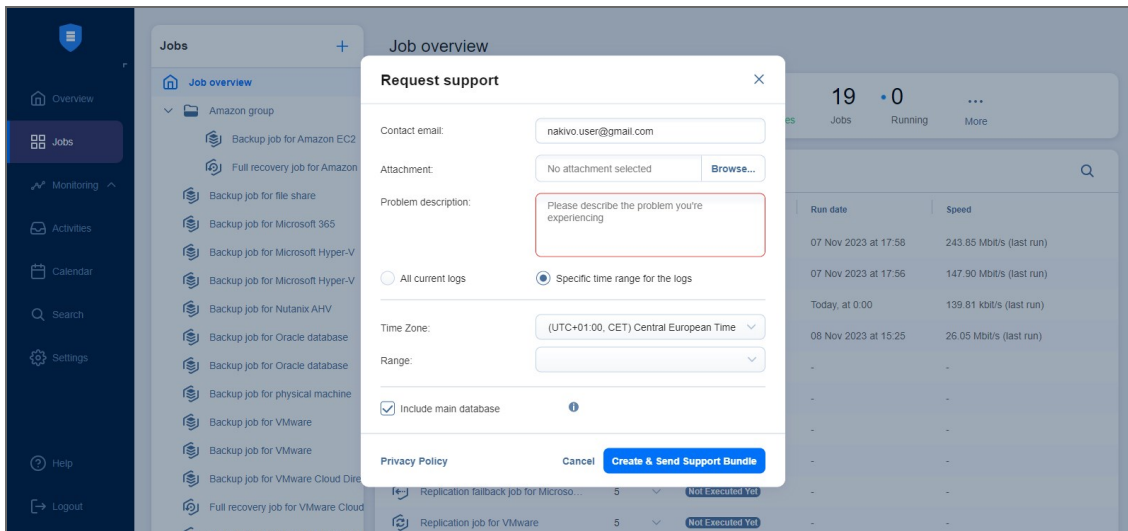 Jobs
+
Job overview
Job overview
Amazon group
Backup job for Amazon EC2
Full recovery job for Amazon
Backup job for file share
Backup job for Microsoft 365
Backup job for Microsoft Hyper-V
Backup job for Microsoft Hyper-V
Backup job for Nutanix AHV
Backup job for Oracle database
Backup job for Oracle database
Backup job for physical machine
Backup job for VMware
Backup job for VMware
Backup job for VMware Cloud Dire
Full recovery job for VMware Cloud
Overview
Jobs
Monitoring
Activities
Calendar
Search
Settings
Help
Logout
Request support
Contact email:
nakivo.user@gmail.com
Attachment:
No attachment selected
Browse...
Problem description:
Please describe the problem you're
experiencing
All current logs
Specific time range for the logs
Time Zone:
(UTC+01:00, CET) Central European Time
Range:
Include main database
Privacy Policy
Cancel
Create & Send Support Bundle
es
19
Jobs
0
Running
...
More
Run date
Speed
07 Nov 2023 at 17:58
243.85 Mbit/s (last run)
07 Nov 2023 at 17:56
147.90 Mbit/s (last run)
Today, at 0:00
139.81 kbit/s (last run)
08 Nov 2023 at 15:25
26.05 Mbit/s (last run)
-
-
-
-
-
-
-
-
Replication failback job for Microso...
5
Not Executed Yet
-
-
Replication job for VMware
5
Not Executed Yet
-
-